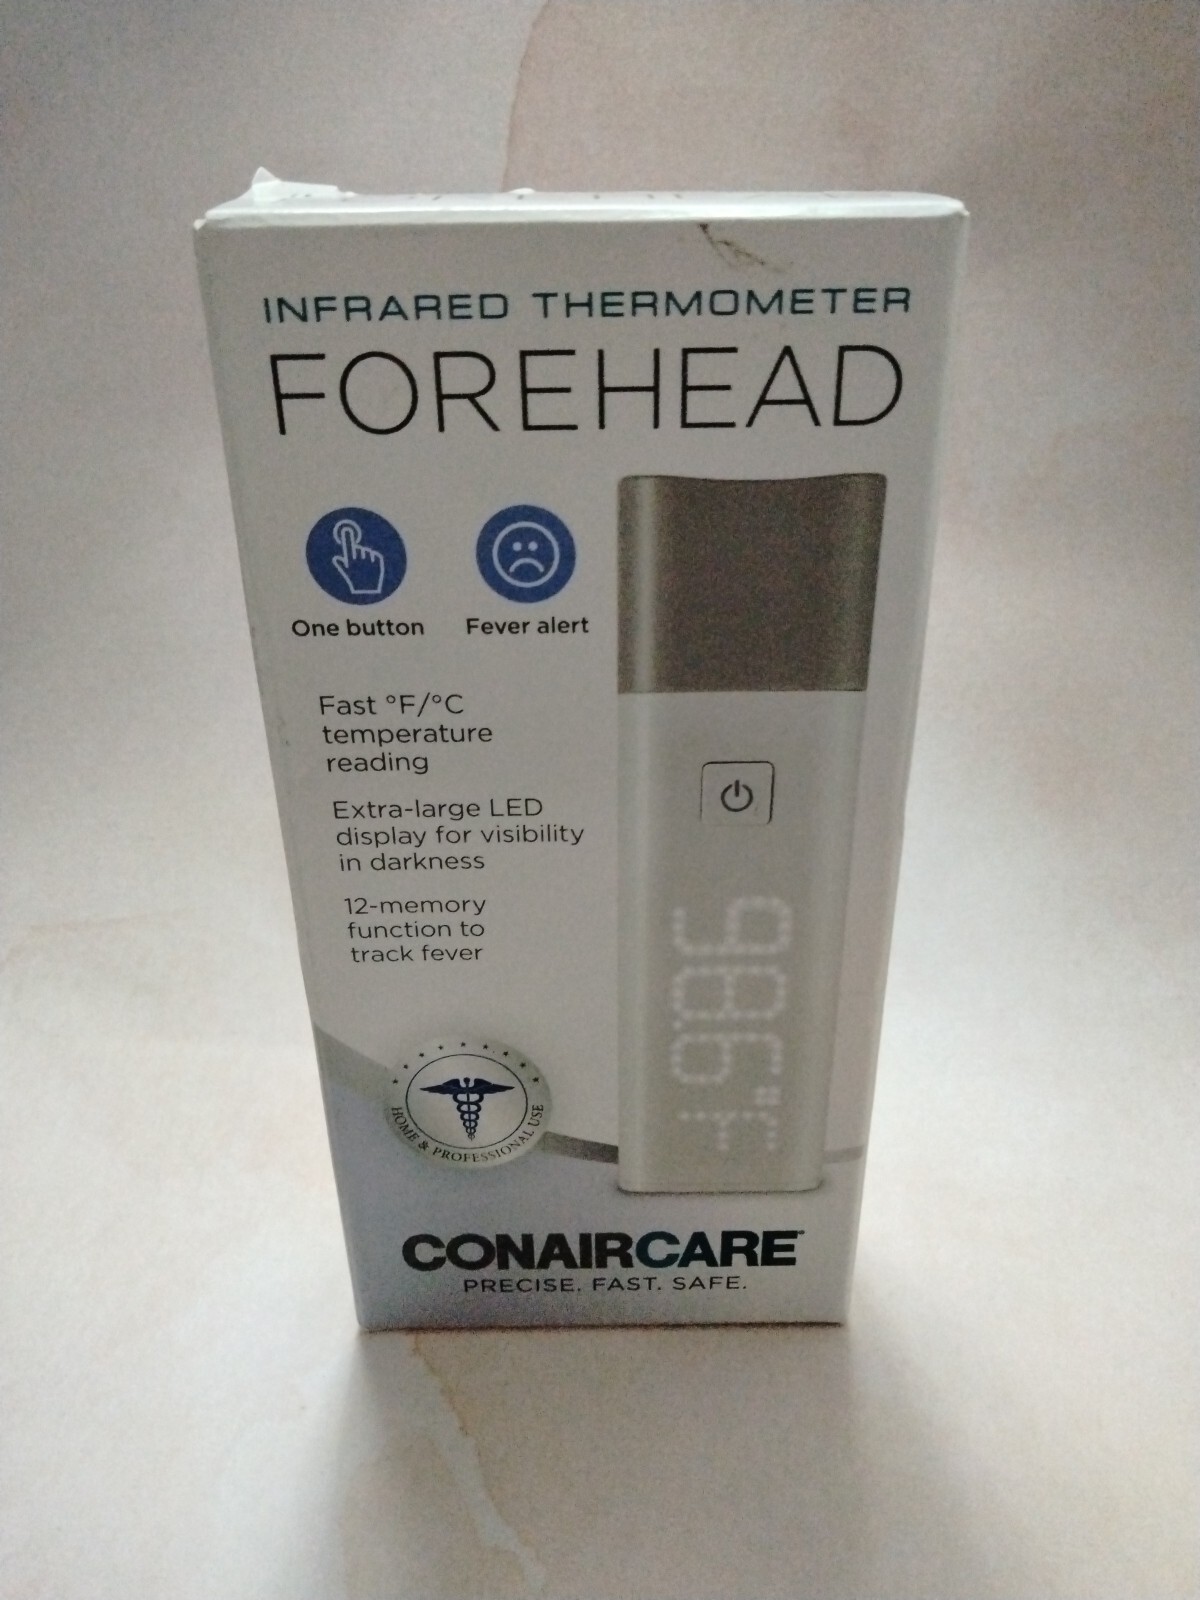 INFRARED THERMOMETER
FOREHEAD
One button
Fever alert
Fast °F/°C
temperature
reading
Extra-large LED
display for visibility
in darkness
12-memory
function to
track fever
98.6°F
HOME & PROFESSIONAL USE
CONAIRCARE™
PRECISE. FAST. SAFE.